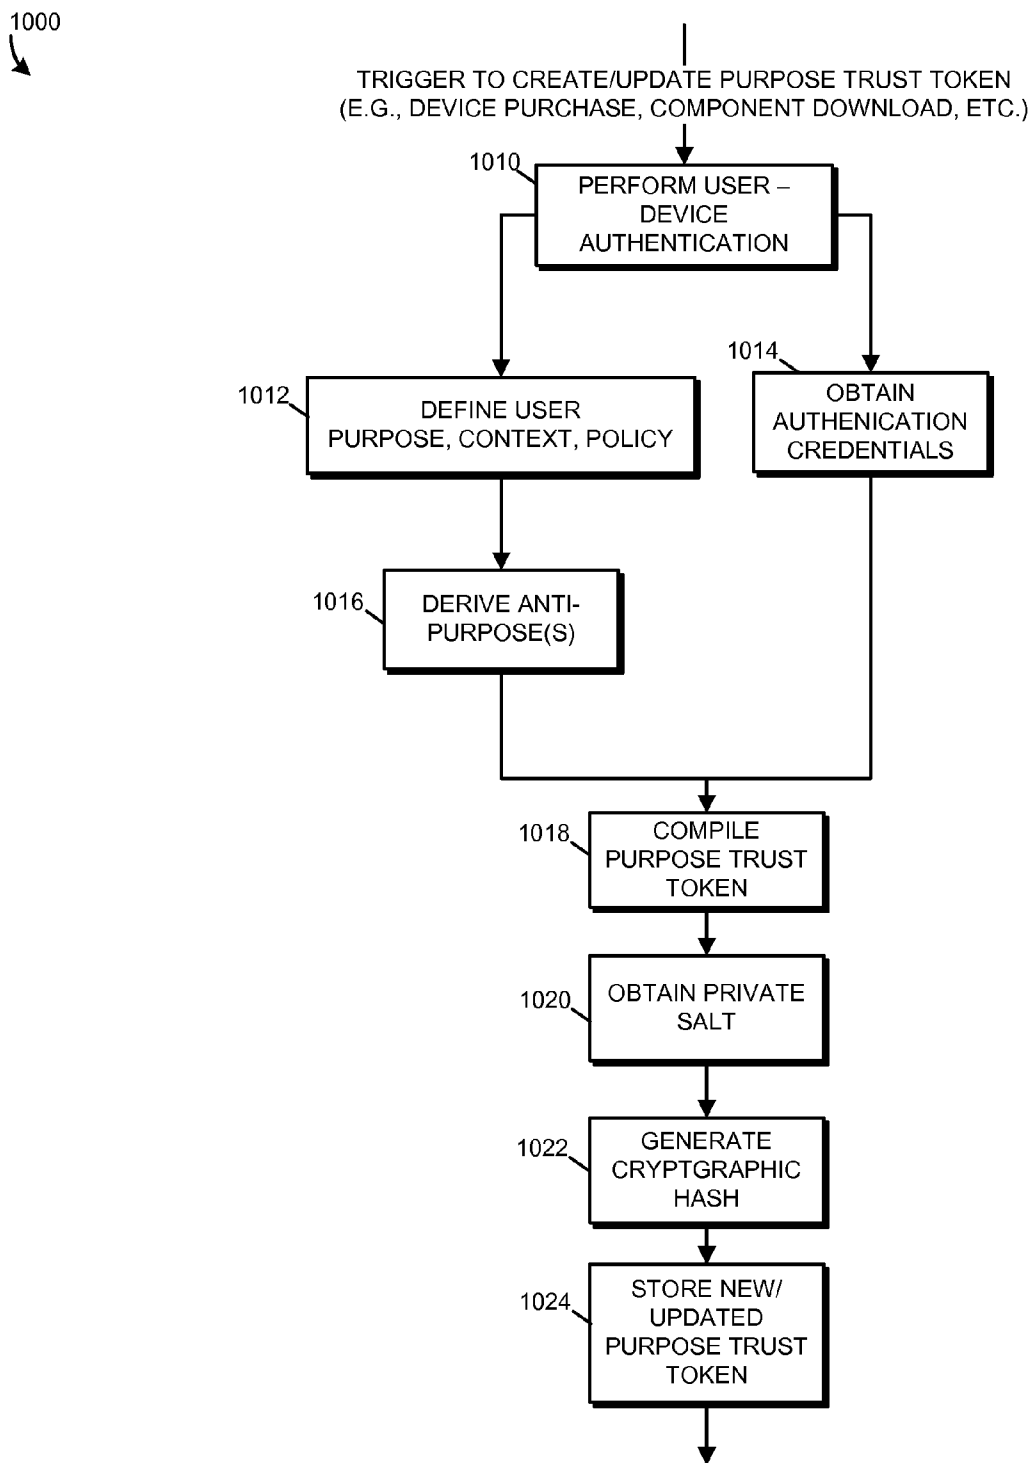 1000
TRIGGER TO CREATE/UPDATE PURPOSE TRUST TOKEN
(E.G., DEVICE PURCHASE, COMPONENT DOWNLOAD, ETC.)
1010
PERFORM USER –
DEVICE
AUTHENTICATION
1012
DEFINE USER
PURPOSE, CONTEXT, POLICY
1014
OBTAIN
AUTHENICATION
CREDENTIALS
1016
DERIVE ANTI-
PURPOSE(S)
1018
COMPILE
PURPOSE TRUST
TOKEN
1020
OBTAIN PRIVATE
SALT
1022
GENERATE
CRYPTGRAPHIC
HASH
1024
STORE NEW/
UPDATED
PURPOSE TRUST
TOKEN